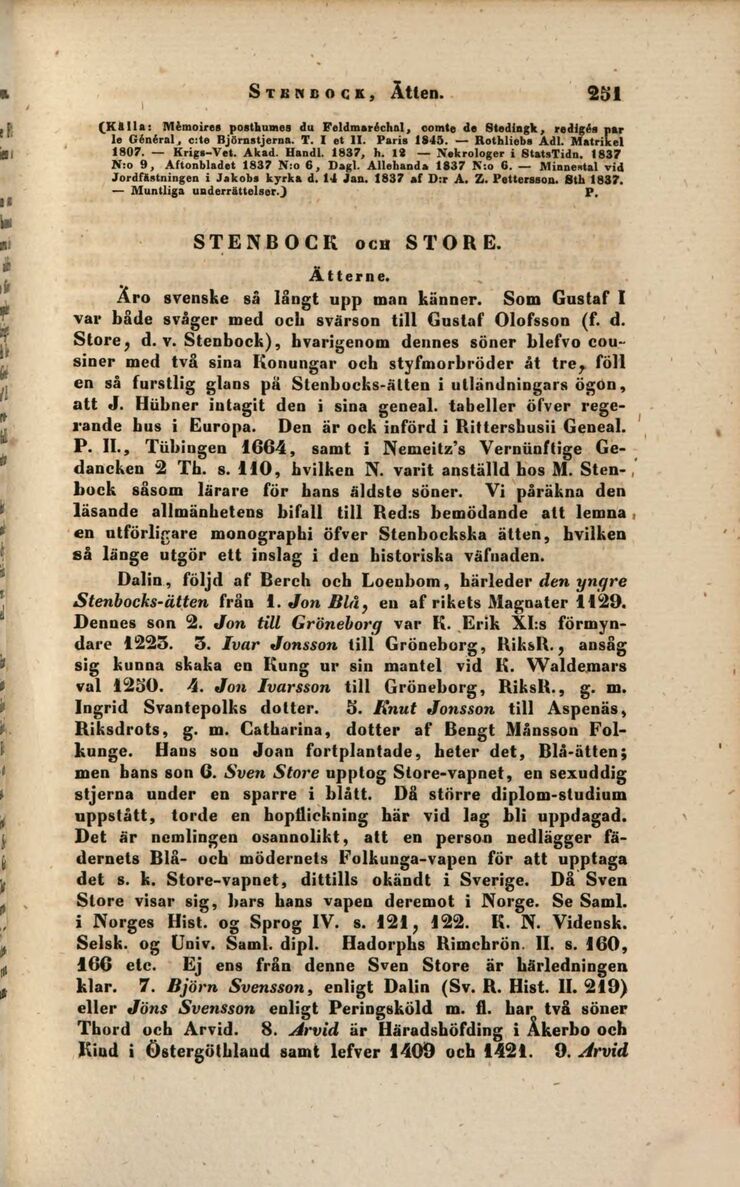 STENBOCK, Ätten. 251
(Källa: Mémoires posthumes du Feldmaréchal, comte de Stedingk, redigés par
le Général, c:te Björnstjerna. T. I et II. Paris 1845. — Rothliebs Adl. Matrikel
1807. — Krigs-Vet. Akad. Handl. 1837, h. 12 — Nekrologer i StatsTidn. 1837
N:o 9, Aftonbladet 1837 N:o 6, Dagl. Allehanda 1837 N:o 6. — Minnestal vid
Jordfästningen i Jakobs kyrka d. 14 Jan. 1837 af D:r A. Z. Pettersson. Sth 1837.
— Muntliga underrättelser.) P.
STENBOCK OCH STORE.
Ätterne.
Äro svenske så långt upp man känner. Som Gustaf I
var både svåger med och svärson till Gustaf Olofsson (f. d.
Store, d. v. Stenbock), hvarigenom dennes söner blefvo cou-
siner med två sina Konungar och styfmorbröder åt tre, föll
en så furstlig glans på Stenbocks-ätten i utländningars ögon,
att J. Hübner intagit den i sina geneal. tabeller öfver rege-
rande hus i Europa. Den är ock införd i Rittershusii Geneal.
P. II., Tübingen 1664, samt i Nemeitz's Vernünftige Ge-
dancken 2 Th. s. 110, hvilken N. varit anställd hos M. Sten-
bock såsom lärare för hans äldste söner. Vi påräkna den
läsande allmänhetens bifall till Red:s bemödande att lemna
en utförligare monographi öfver Stenbockska ätten, hvilken
så länge utgör ett inslag i den historiska väfnaden.
Dalin, följd af Berch och Loenbom, härleder den yngre
Stenbocks-ätten från 1. Jon Blå, en af rikets Magnater 1129.
Dennes son 2. Jon till Gröneborg var K. Erik XI:s förmyn-
dare 1223. 3. Ivar Jonsson till Gröneborg, RiksR., ansåg
sig kunna skaka en Kung ur sin mantel vid K. Waldemars
val 1250. 4. Jon Ivarsson till Gröneborg, RiksR., g. m.
Ingrid Svantepolks dotter. 5. Knut Jonsson till Aspenäs,
Riksdrots, g. m. Catharina, dotter af Bengt Månsson Fol-
kunge. Hans son Joan fortplantade, heter det, Blå-ätten;
men hans son 6. Sven Store upptog Store-vapnet, en sexuddig
stjerna under en sparre i blått. Då större diplom-studium
uppstått, torde en hopflickning här vid lag bli uppdagad.
Det är nemlingen osannolikt, att en person nedlägger fä-
dernets Blå- och mödernets Folkunga-vapen för att upptaga
det s. k. Store-vapnet, dittills okändt i Sverige. Då Sven
Store visar sig, bars hans vapen deremot i Norge. Se Saml.
i Norges Hist. og Sprog IV. s. 121, 122. K. N. Vidensk.
Selsk. og Univ. Saml. dipl. Hadorphs Rimchrön. II. s. 160,
166 etc. Ej ens från denne Sven Store är härledningen
klar. 7. Björn Svensson, enligt Dalin (Sv. R. Hist. II. 219)
eller Jöns Svensson enligt Peringsköld m. fl. har två söner
Thord och Arvid. 8. Arvid är Häradshöfding i Åkerbo och
Kind i Östergöthland samt lefver 1409 och 1421. 9. Arvid